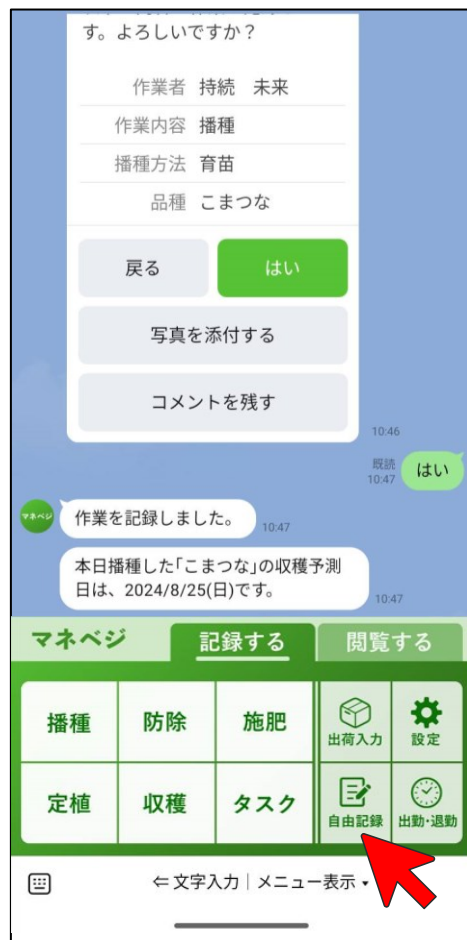 す。よろしいですか？
作業者 持続　未来
作業内容 播種
播種方法 育苗
品種 こまつな
戻る はい
写真を添付する
コメントを残す
10:46
既読
10:47 はい
マネベジ
作業を記録しました。 10:47
本日播種した「こまつな」の収穫予測
日は、2024/8/25(日)です。 10:47
マネベジ 記録する 閲覧する
播種 防除 施肥 出荷入力 設定
定植 収穫 タスク 自由記録 出勤・退勤
⇐ 文字入力｜メニュー表示 ▾